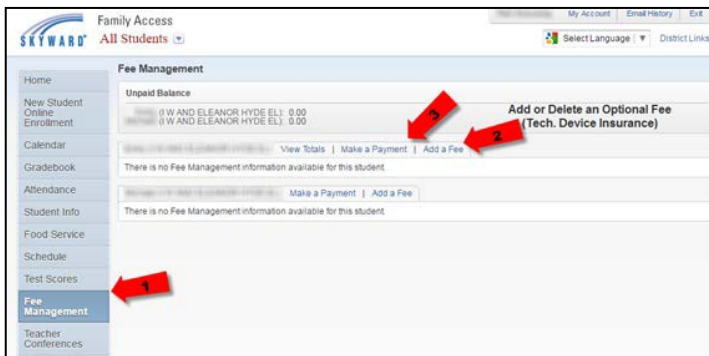 My Account | Email History | Exit
SKYWARD
Family Access
All Students
Select Language ▼ District Links
Home
New Student
Online
Enrollment
Calendar
Gradebook
Attendance
Student Info
Food Service
Schedule
Test Scores
Fee
Management
Teacher
Conferences
Fee Management
Unpaid Balance
(I W AND ELEANOR HYDE EL): 0.00
(I W AND ELEANOR HYDE EL): 0.00
Add or Delete an Optional Fee
(Tech. Device Insurance)
View Totals | Make a Payment | Add a Fee
There is no Fee Management information available for this student.
Make a Payment | Add a Fee
There is no Fee Management information available for this student.
1
2
3